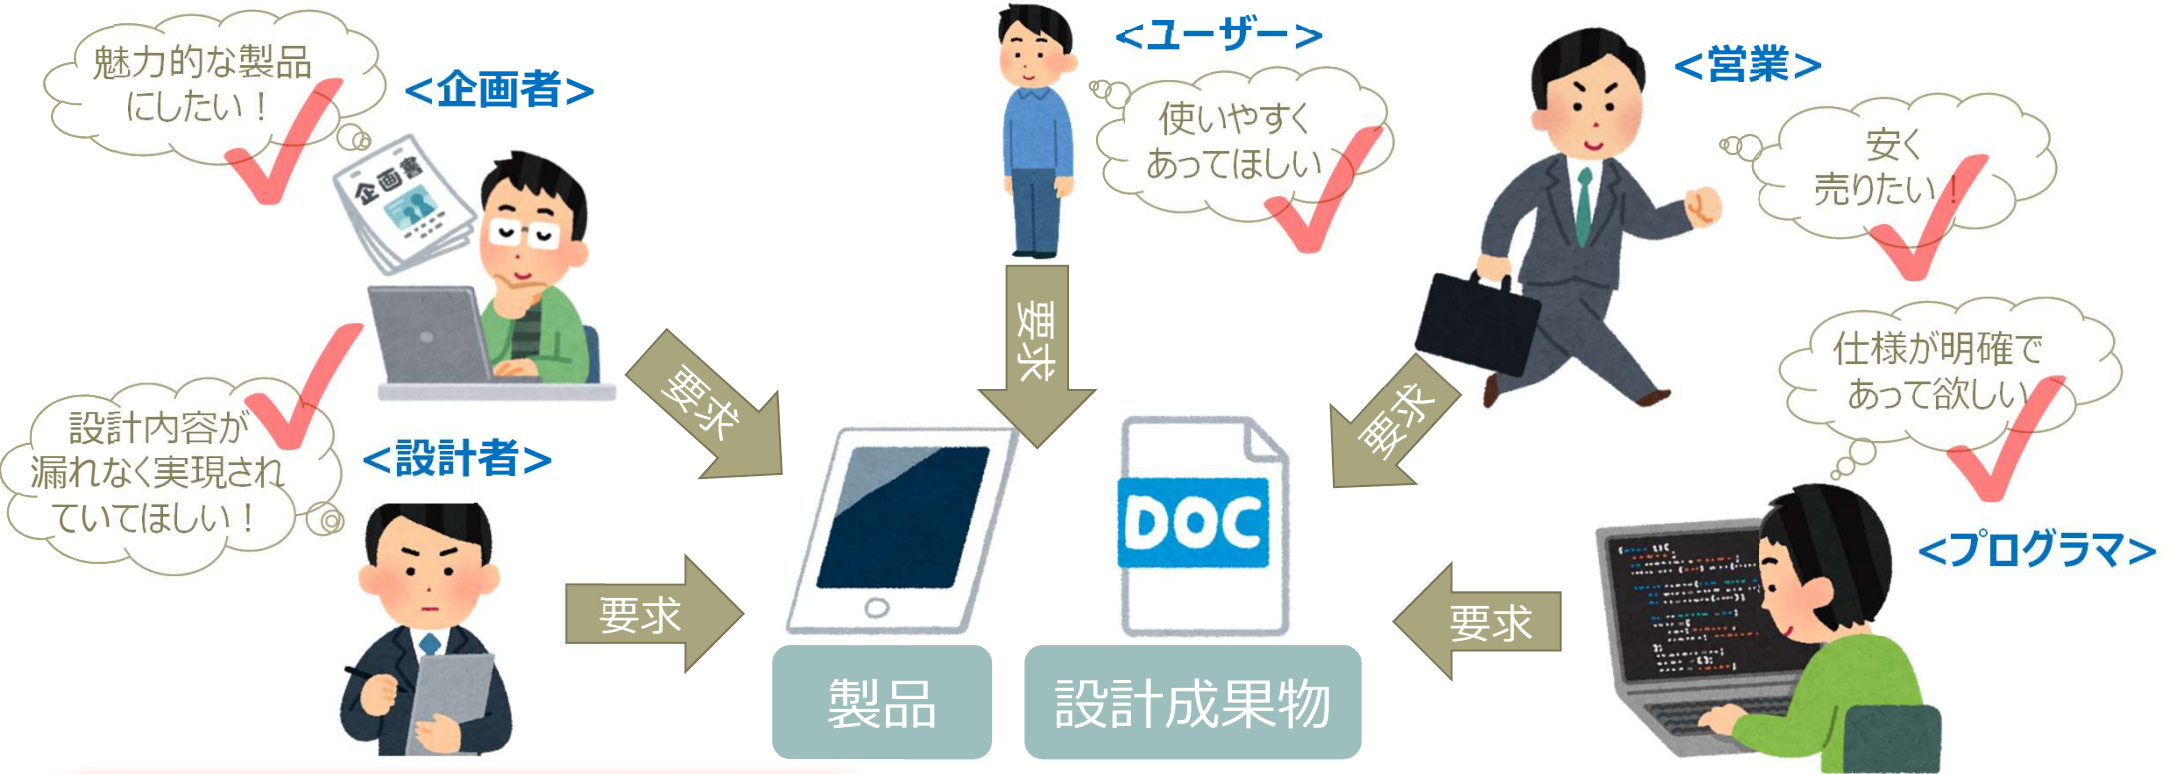 魅力的な製品
にしたい！
<企画者>
企画書
<ユーザー>
使いやすく
あってほしい
<営業>
安く
売りたい！
仕様が明確で
あって欲しい
<プログラマ>
設計内容が
漏れなく実現され
ていてほしい！
<設計者>
要求
要求
要求
要求
要求
DOC
製品
設計成果物